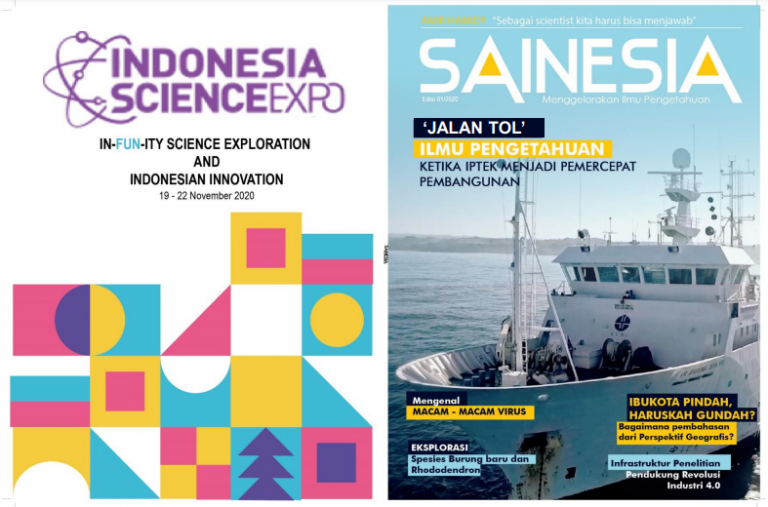 INDONESIA
SCIENCEEXPO
IN-FUN-ITY SCIENCE EXPLORATION
AND
INDONESIAN INNOVATION
19 - 22 November 2020
SAINESIA
"Sebagai scientist kita harus bisa menjawab"
SAINESIA
Edisi 01/2020
Menggelorakan Ilmu Pengetahuan
'JALAN TOL'
ILMU PENGETAHUAN
KETIKA IPTEK MENJADI PEMERCEPAT
PEMBANGUNAN
Mengenal
MACAM - MACAM VIRUS
EKSPLORASI
Spesies Burung baru dan
Rhododendron
IBUKOTA PINDAH,
HARUSKAH GUNDAH?
Bagaimana pembahasan
dari Perspektif Geografis?
Infrastruktur Penelitian
Pendukung Revolusi
Industri 4.0